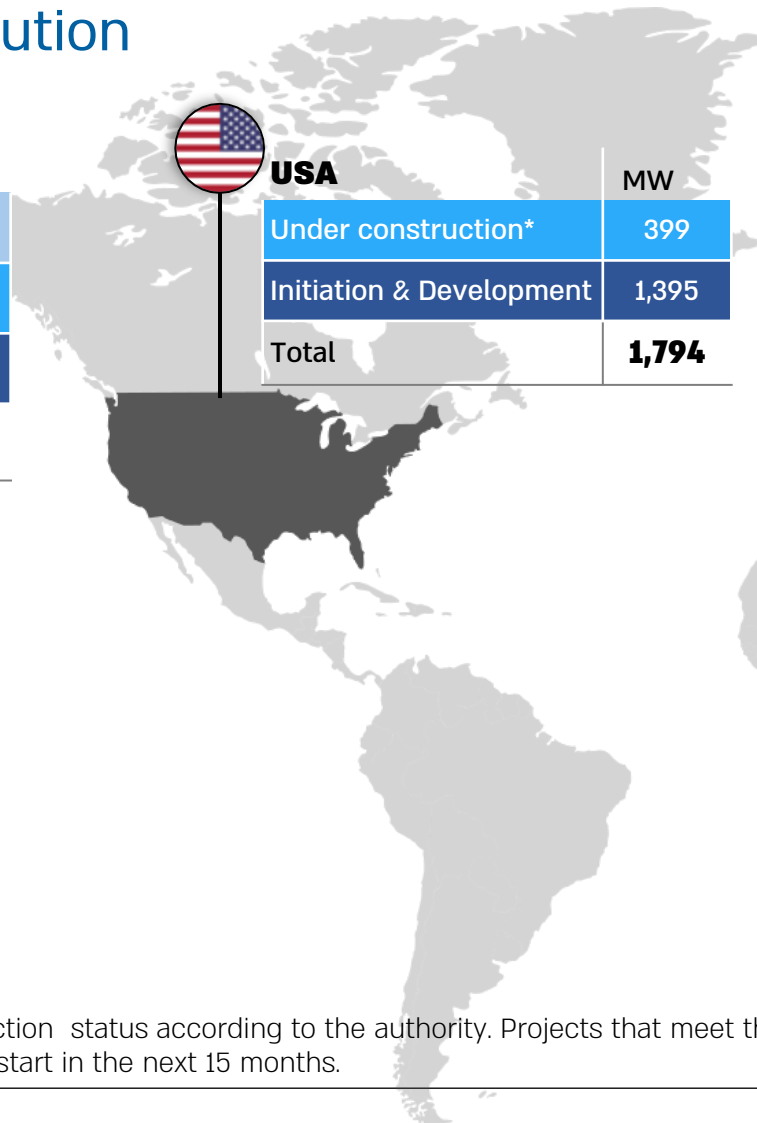 ution
USA MW
Under construction* 399
Initiation & Development 1,395
Total 1,794
ction status according to the authority. Projects that meet th
start in the next 15 months.